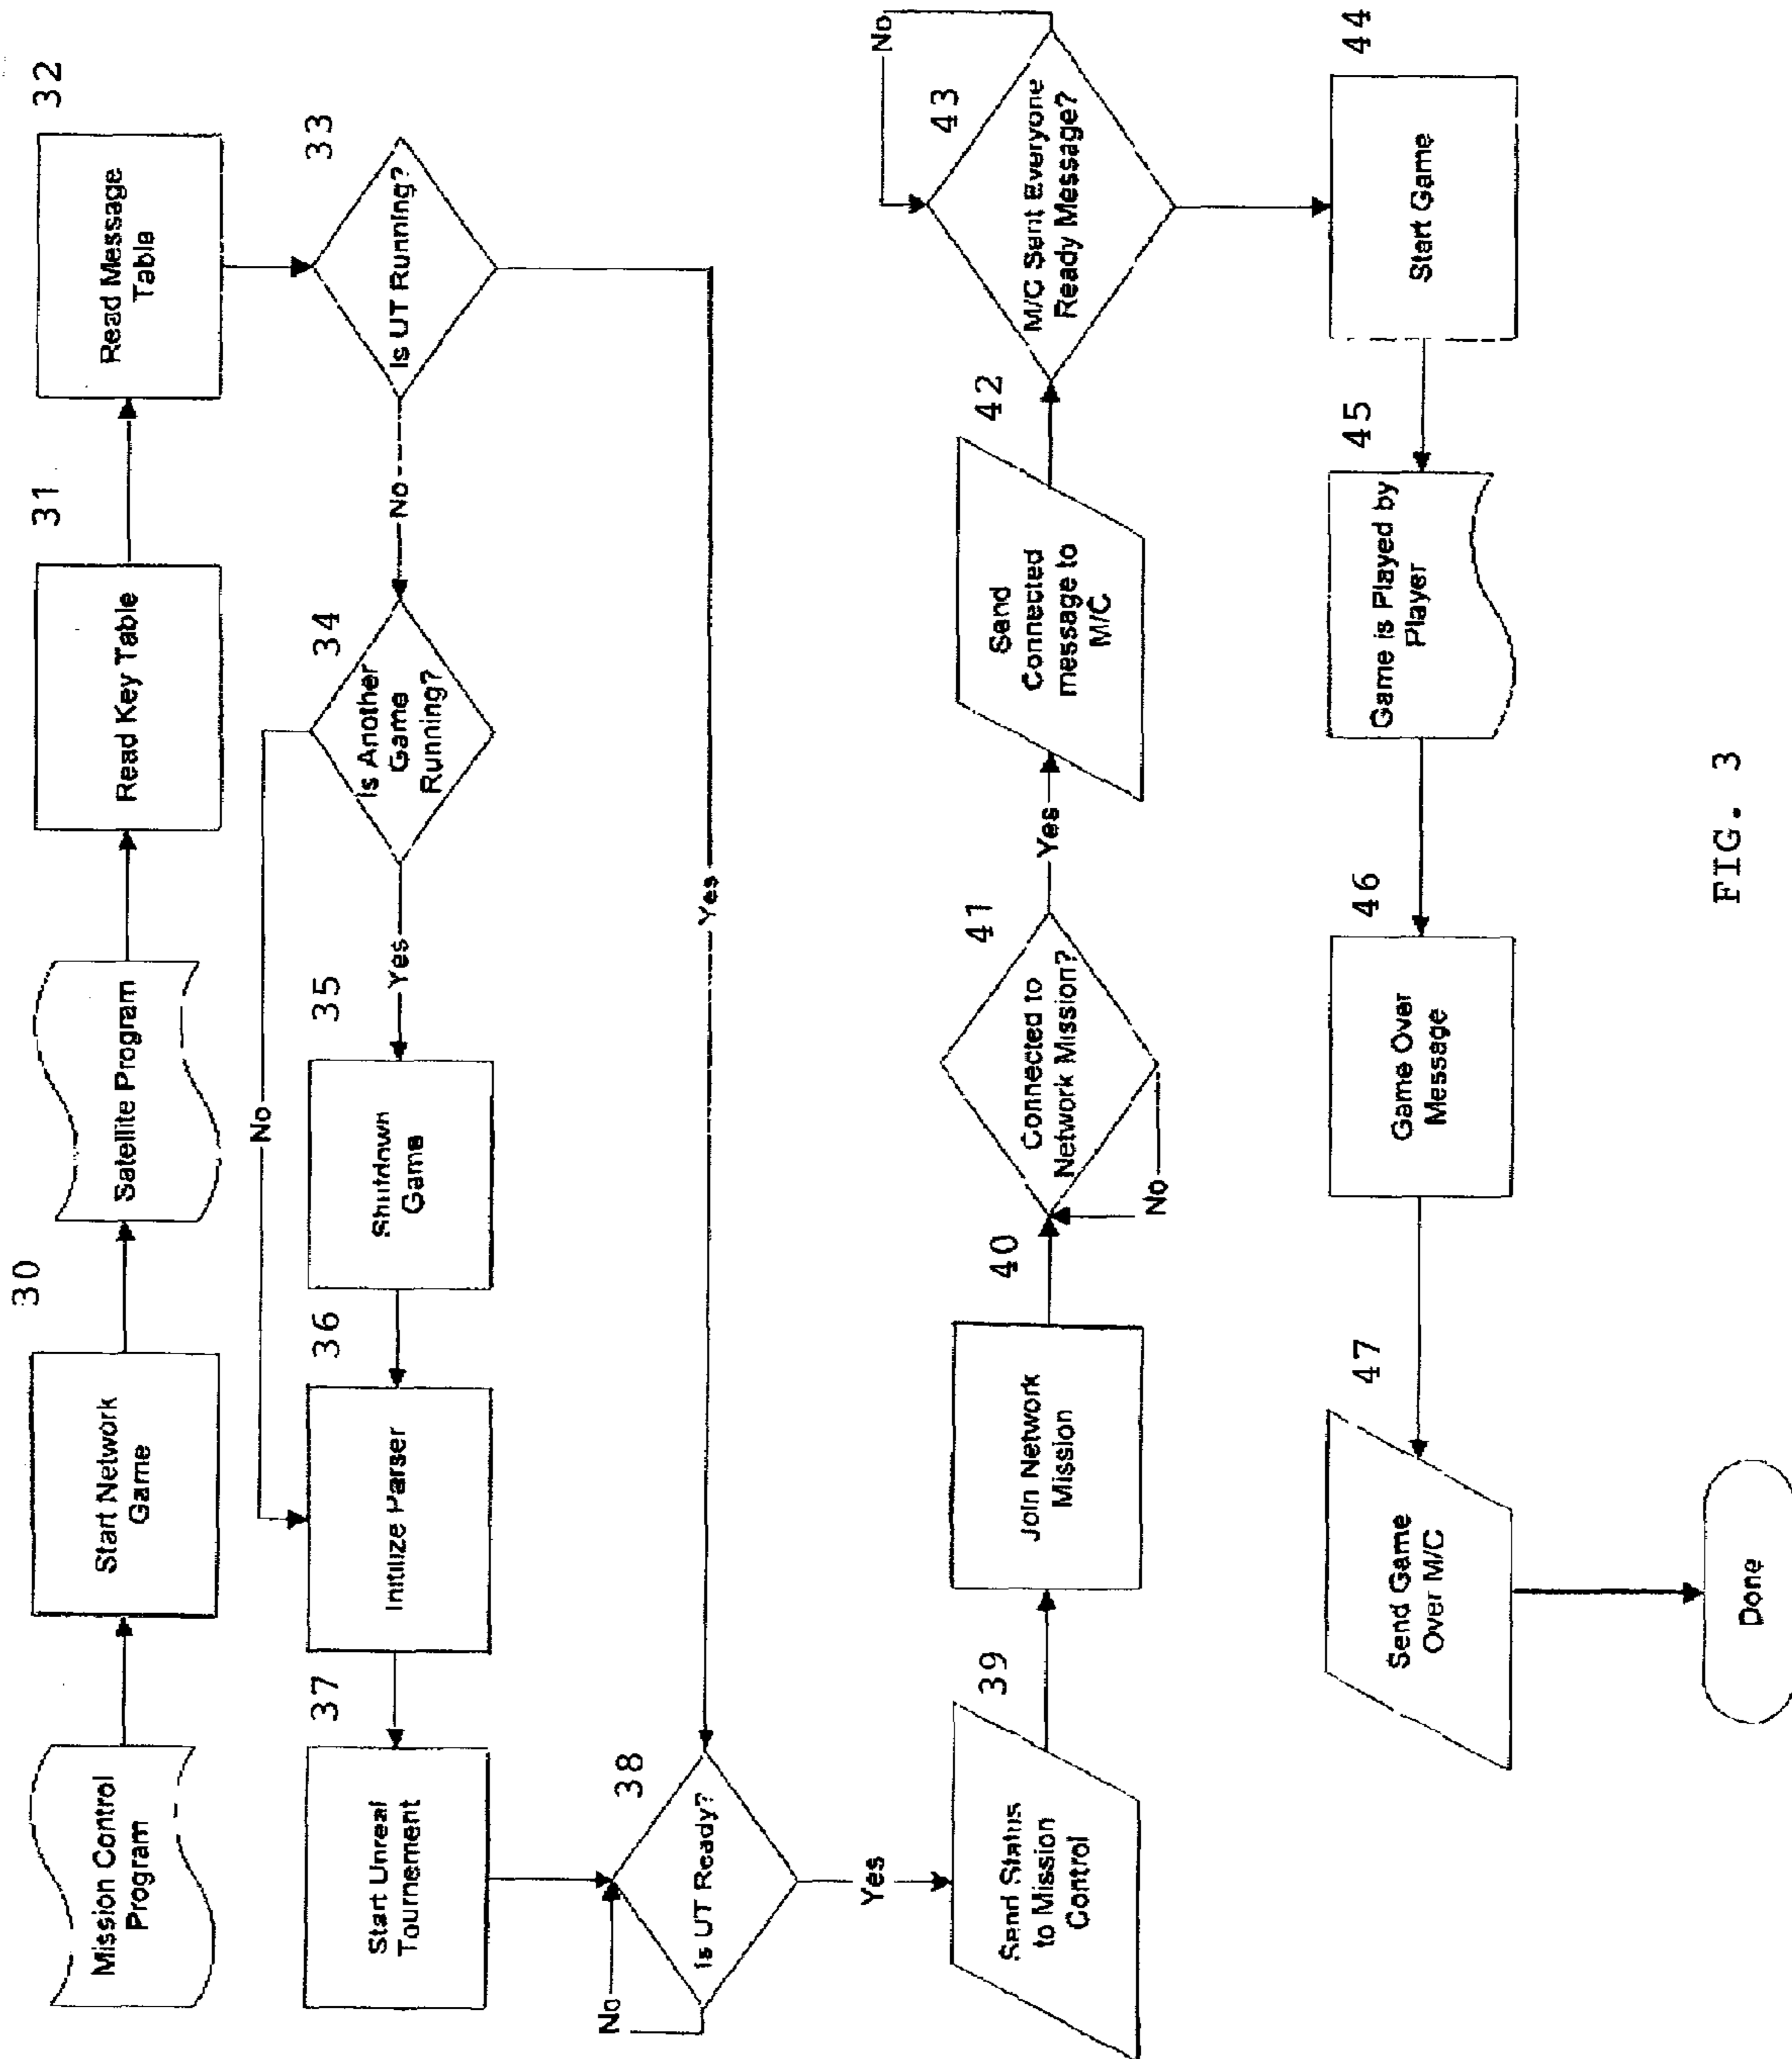 Mission Control
Program
30
Start Network
Game
Satellite Program
31
Read Key Table
32
Read Message
Table
33
Is UT Running?
No
Yes
34
Is Another
Game
Running?
No
Yes
35
Shutdown
Game
36
Initilize Parser
37
Start Unreal
Tournement
38
Is UT Ready?
No
Yes
39
Send Status
to Mission
Control
40
Join Network
Mission
41
Connected to
Network Mission?
No
Yes
42
Send
Connected
message to
M/C
43
M/C Sent Everyone
Ready Message?
No
44
Start Game
45
Game is Played by
Player
46
Game Over
Message
47
Send Game
Over M/C
Done
FIG. 3